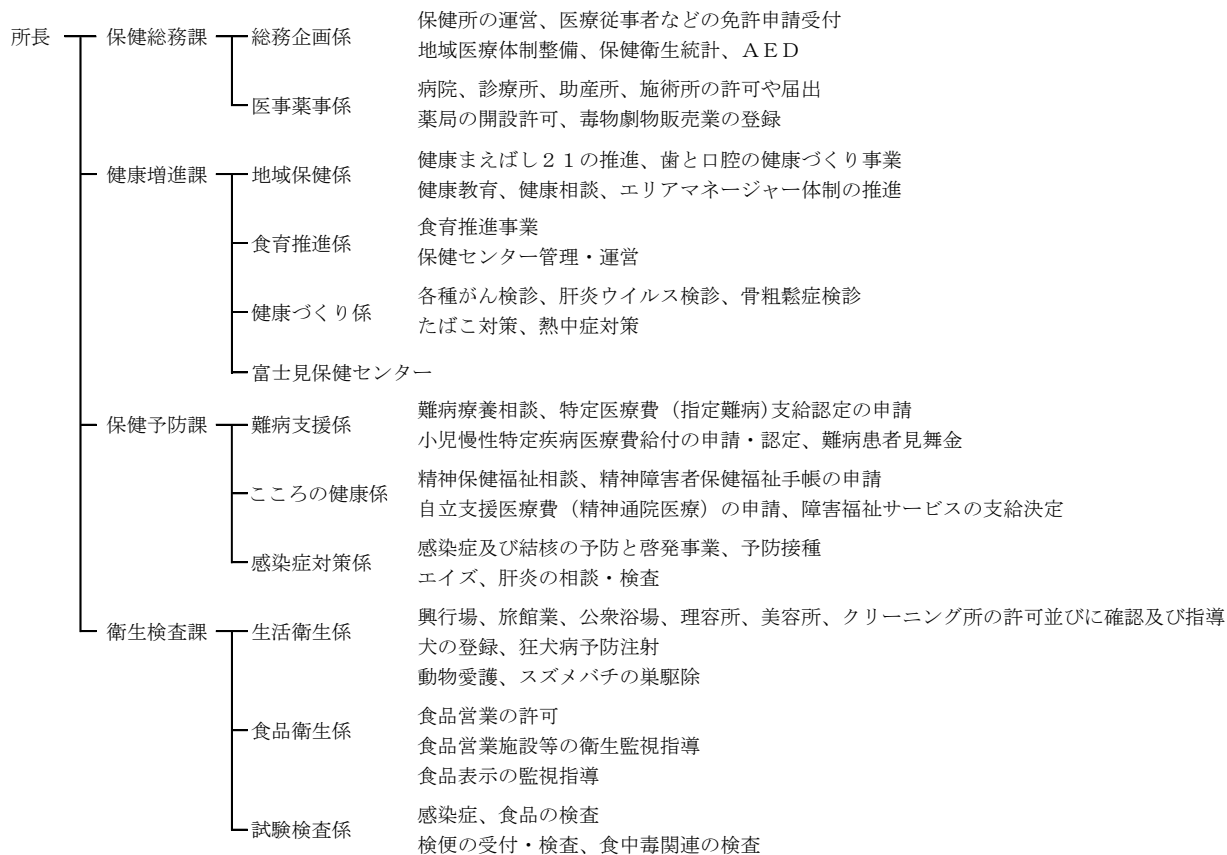 所長
保健総務課
総務企画係
保健所の運営、医療従事者などの免許申請受付
地域医療体制整備、保健衛生統計、ＡＥＤ
医事薬事係
病院、診療所、助産所、施術所の許可や届出
薬局の開設許可、毒物劇物販売業の登録
健康増進課
地域保健係
健康まえばし２１の推進、歯と口腔の健康づくり事業
健康教育、健康相談、エリアマネージャー体制の推進
食育推進係
食育推進事業
保健センター管理・運営
健康づくり係
各種がん検診、肝炎ウイルス検診、骨粗鬆症検診
たばこ対策、熱中症対策
富士見保健センター
保健予防課
難病支援係
難病療養相談、特定医療費（指定難病）支給認定の申請
小児慢性特定疾病医療費給付の申請・認定、難病患者見舞金
こころの健康係
精神保健福祉相談、精神障害者保健福祉手帳の申請
自立支援医療費（精神通院医療）の申請、障害福祉サービスの支給決定
感染症対策係
感染症及び結核の予防と啓発事業、予防接種
エイズ、肝炎の相談・検査
衛生検査課
生活衛生係
興行場、旅館業、公衆浴場、理容所、美容所、クリーニング所の許可並びに確認及び指導
犬の登録、狂犬病予防注射
動物愛護、スズメバチの巣駆除
食品衛生係
食品営業の許可
食品営業施設等の衛生監視指導
食品表示の監視指導
試験検査係
感染症、食品の検査
検便の受付・検査、食中毒関連の検査